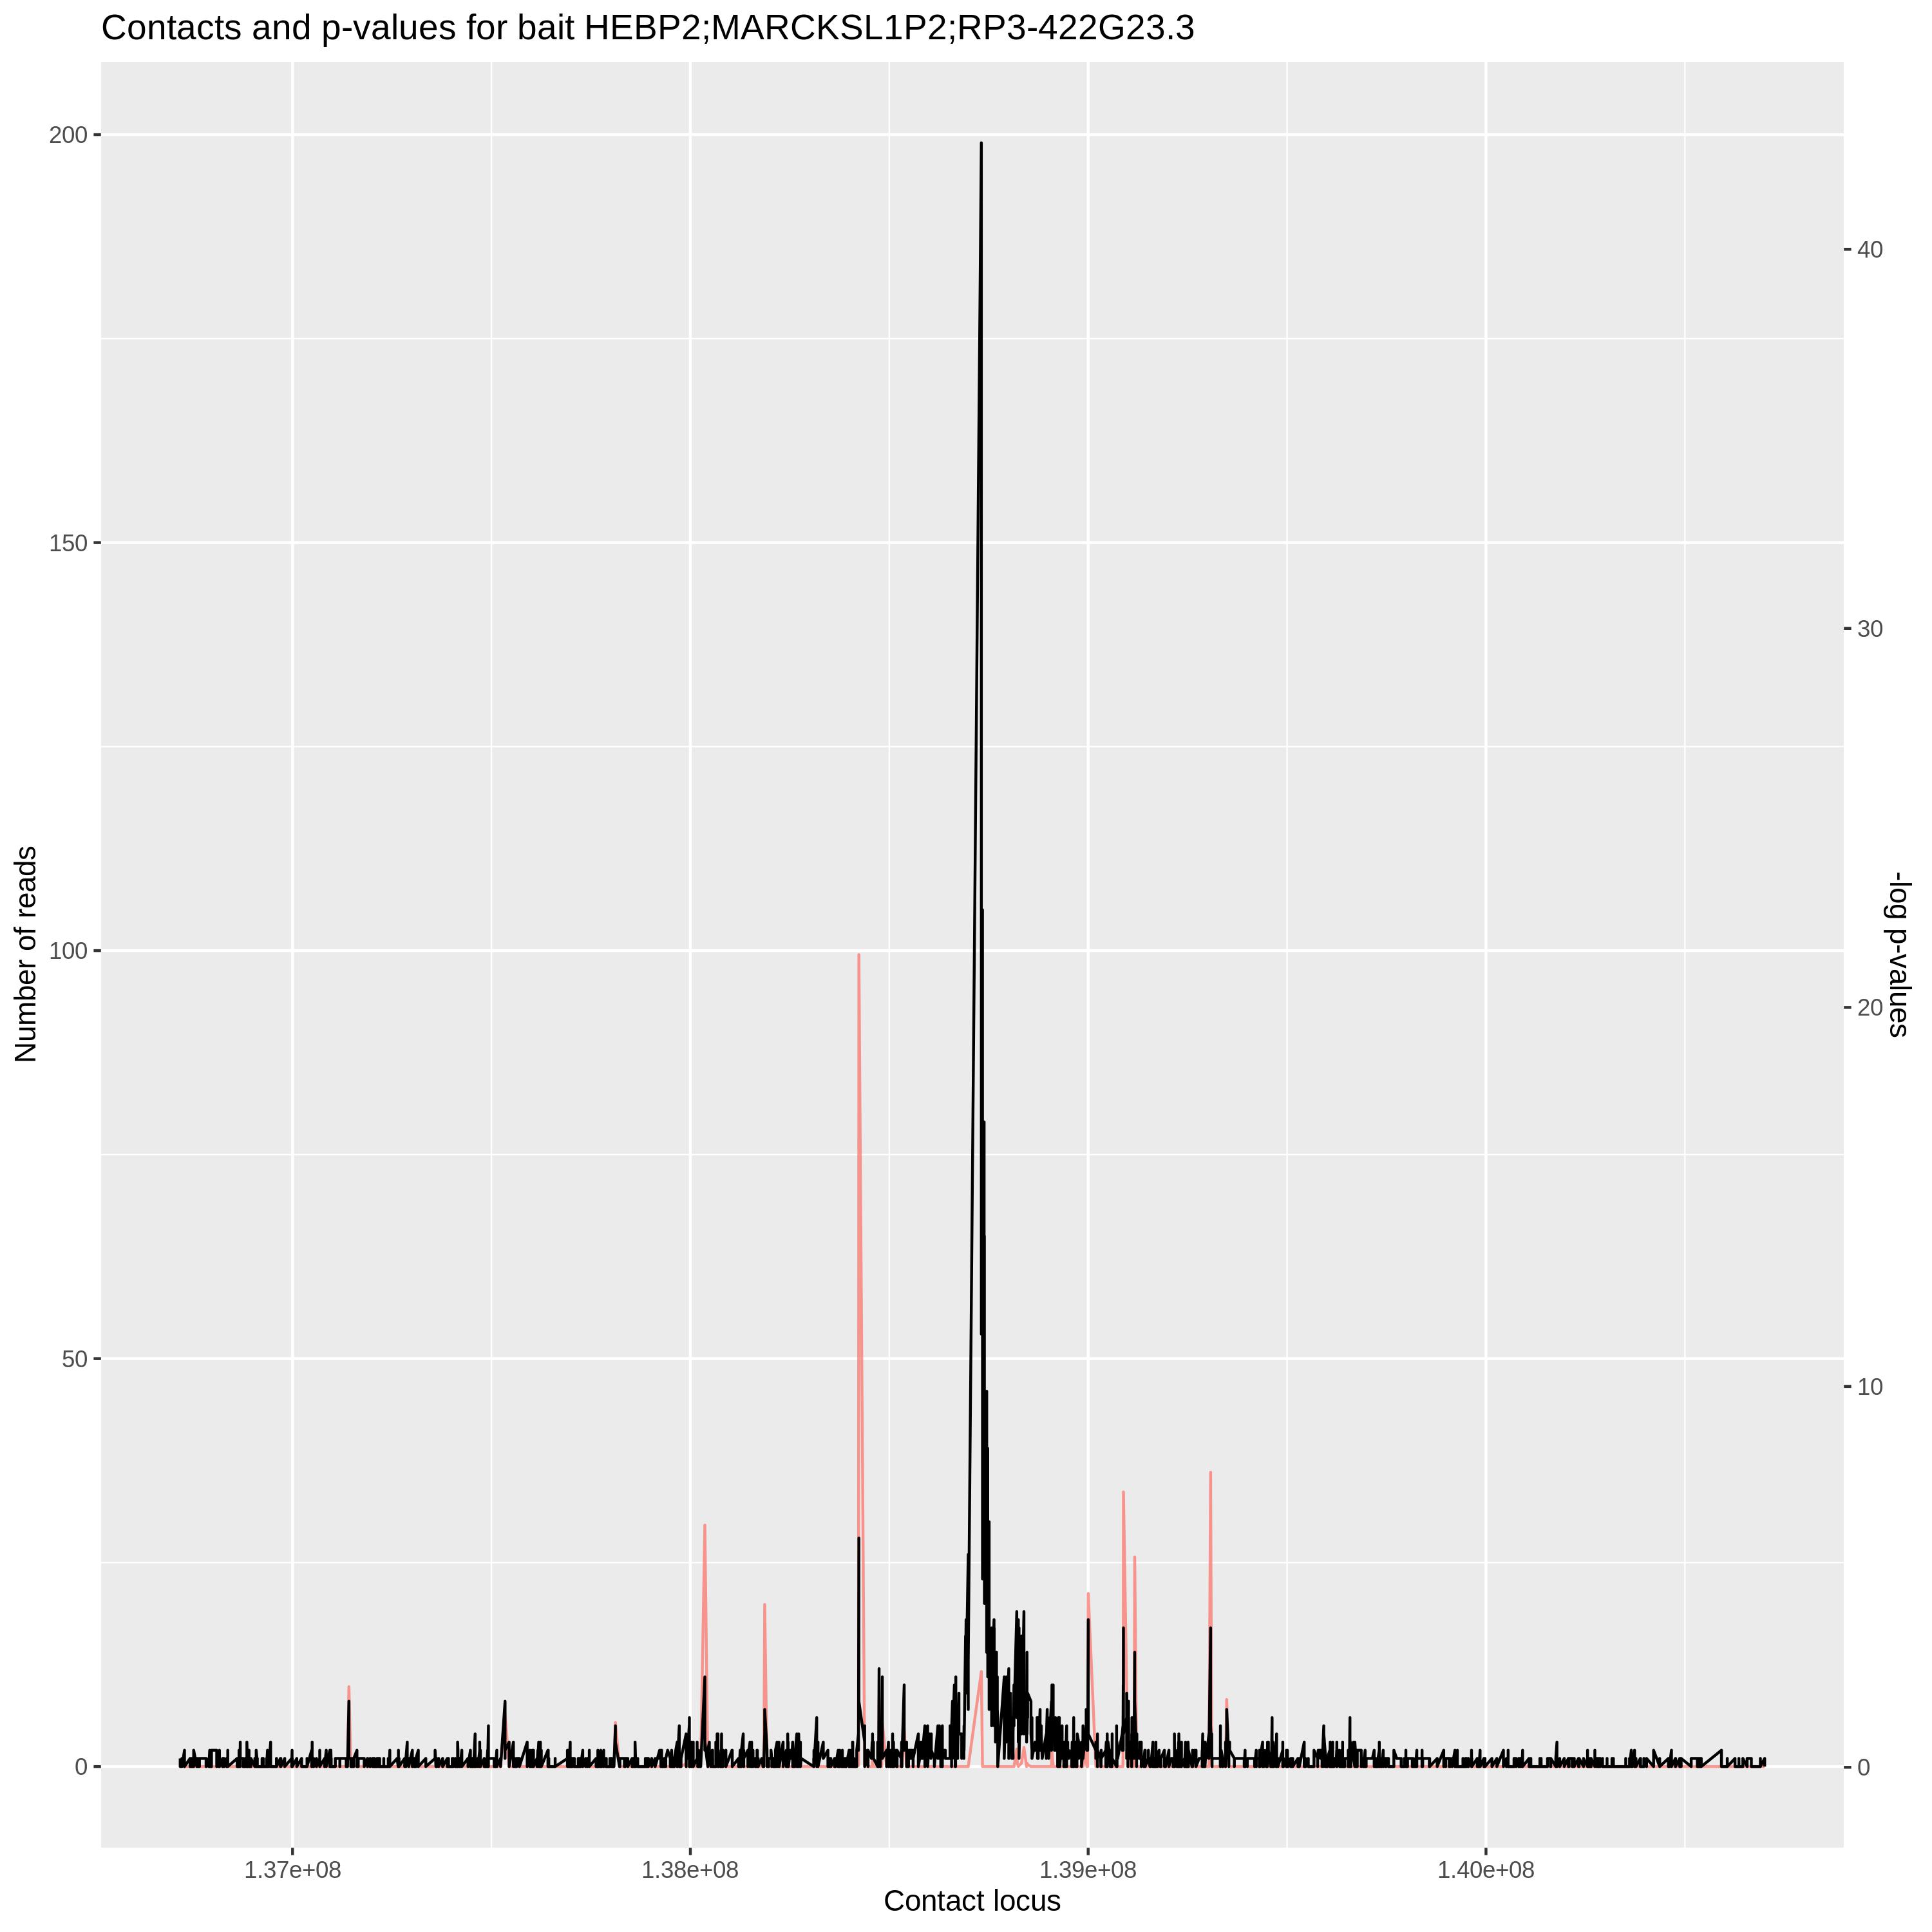 Contacts and p-values for bait HEBP2;MARCKSL1P2;RP3-422G23.3
200
150
100
50
0
Number of reads
40
30
20
10
0
-log p-values
1.37e+08
1.38e+08
1.39e+08
1.40e+08
Contact locus